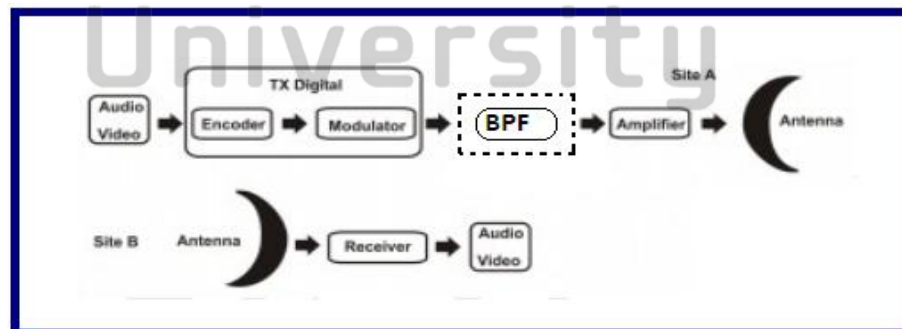 University
TX Digital
Site A
Audio
Video
Encoder
Modulator
BPF
Amplifier
Antenna
Site B
Antenna
Receiver
Audio
Video